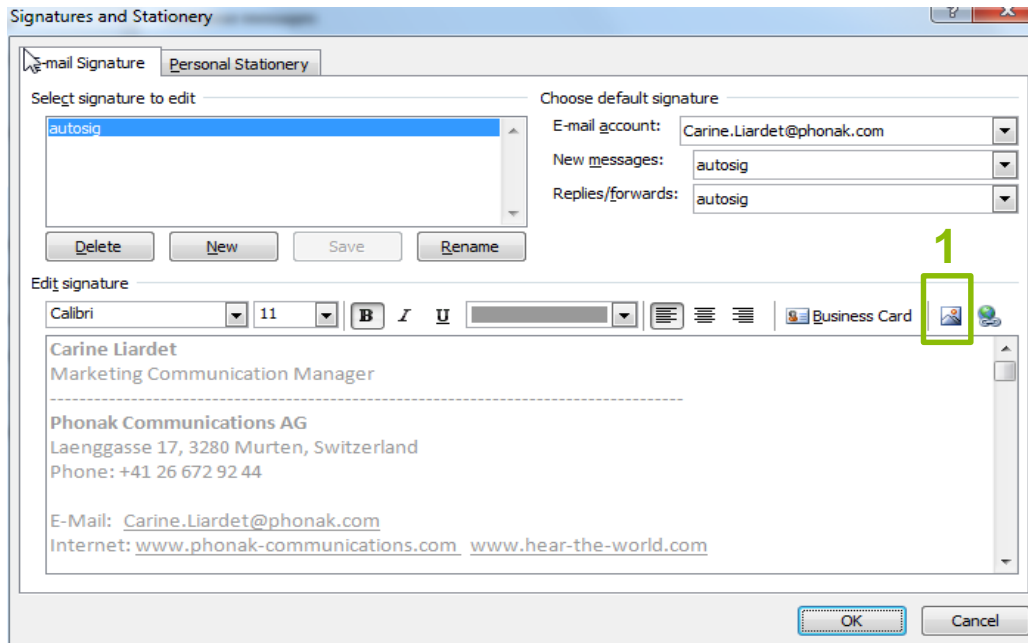 Signatures and Stationery
E-mail Signature
Personal Stationery
Select signature to edit
autosig
Delete
New
Save
Rename
Choose default signature
E-mail account: Carine.Liardet@phonak.com
New messages: autosig
Replies/forwards: autosig
1
Edit signature
Calibri 11 B I U Business Card
Carine Liardet
Marketing Communication Manager
--------------------------------------------------------------------------------------
Phonak Communications AG
Laenggasse 17, 3280 Murten, Switzerland
Phone: +41 26 672 92 44
E-Mail: Carine.Liardet@phonak.com
Internet: www.phonak-communications.com www.hear-the-world.com
OK
Cancel